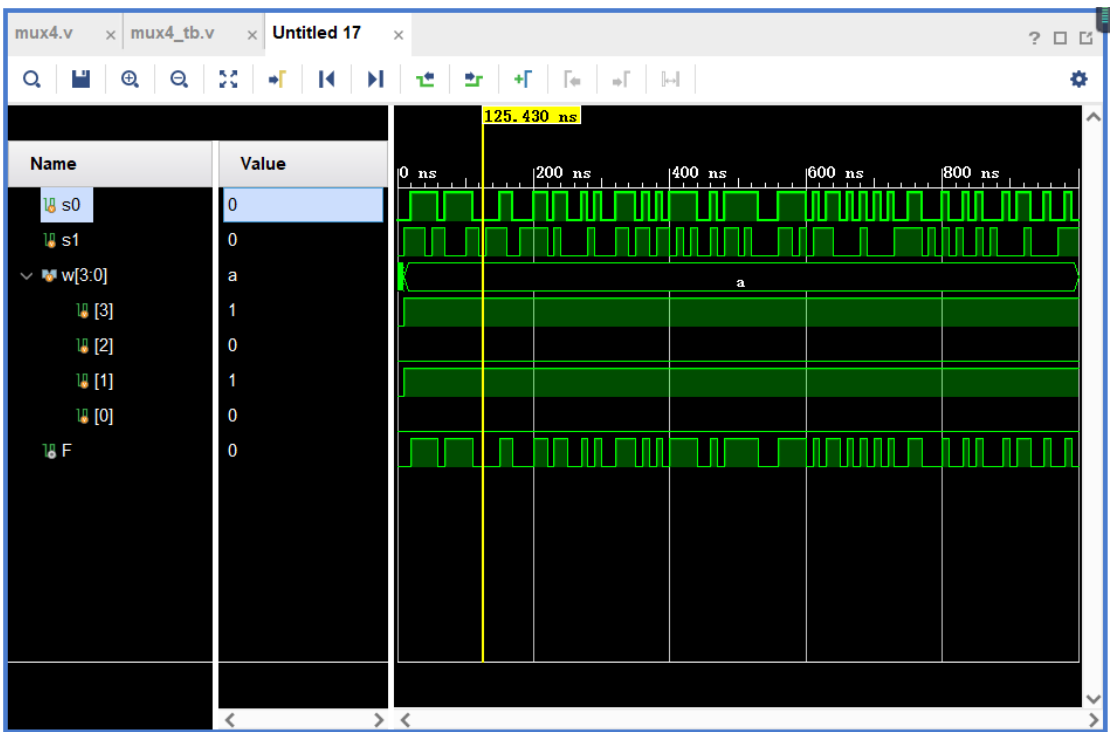 mux4.v × mux4_tb.v × Untitled 17 ×
?
125.430 ns
Name Value
0 ns 200 ns 400 ns 600 ns 800 ns
s0 0
s1 0
w[3:0] a a
[3] 1
[2] 0
[1] 1
[0] 0
F 0